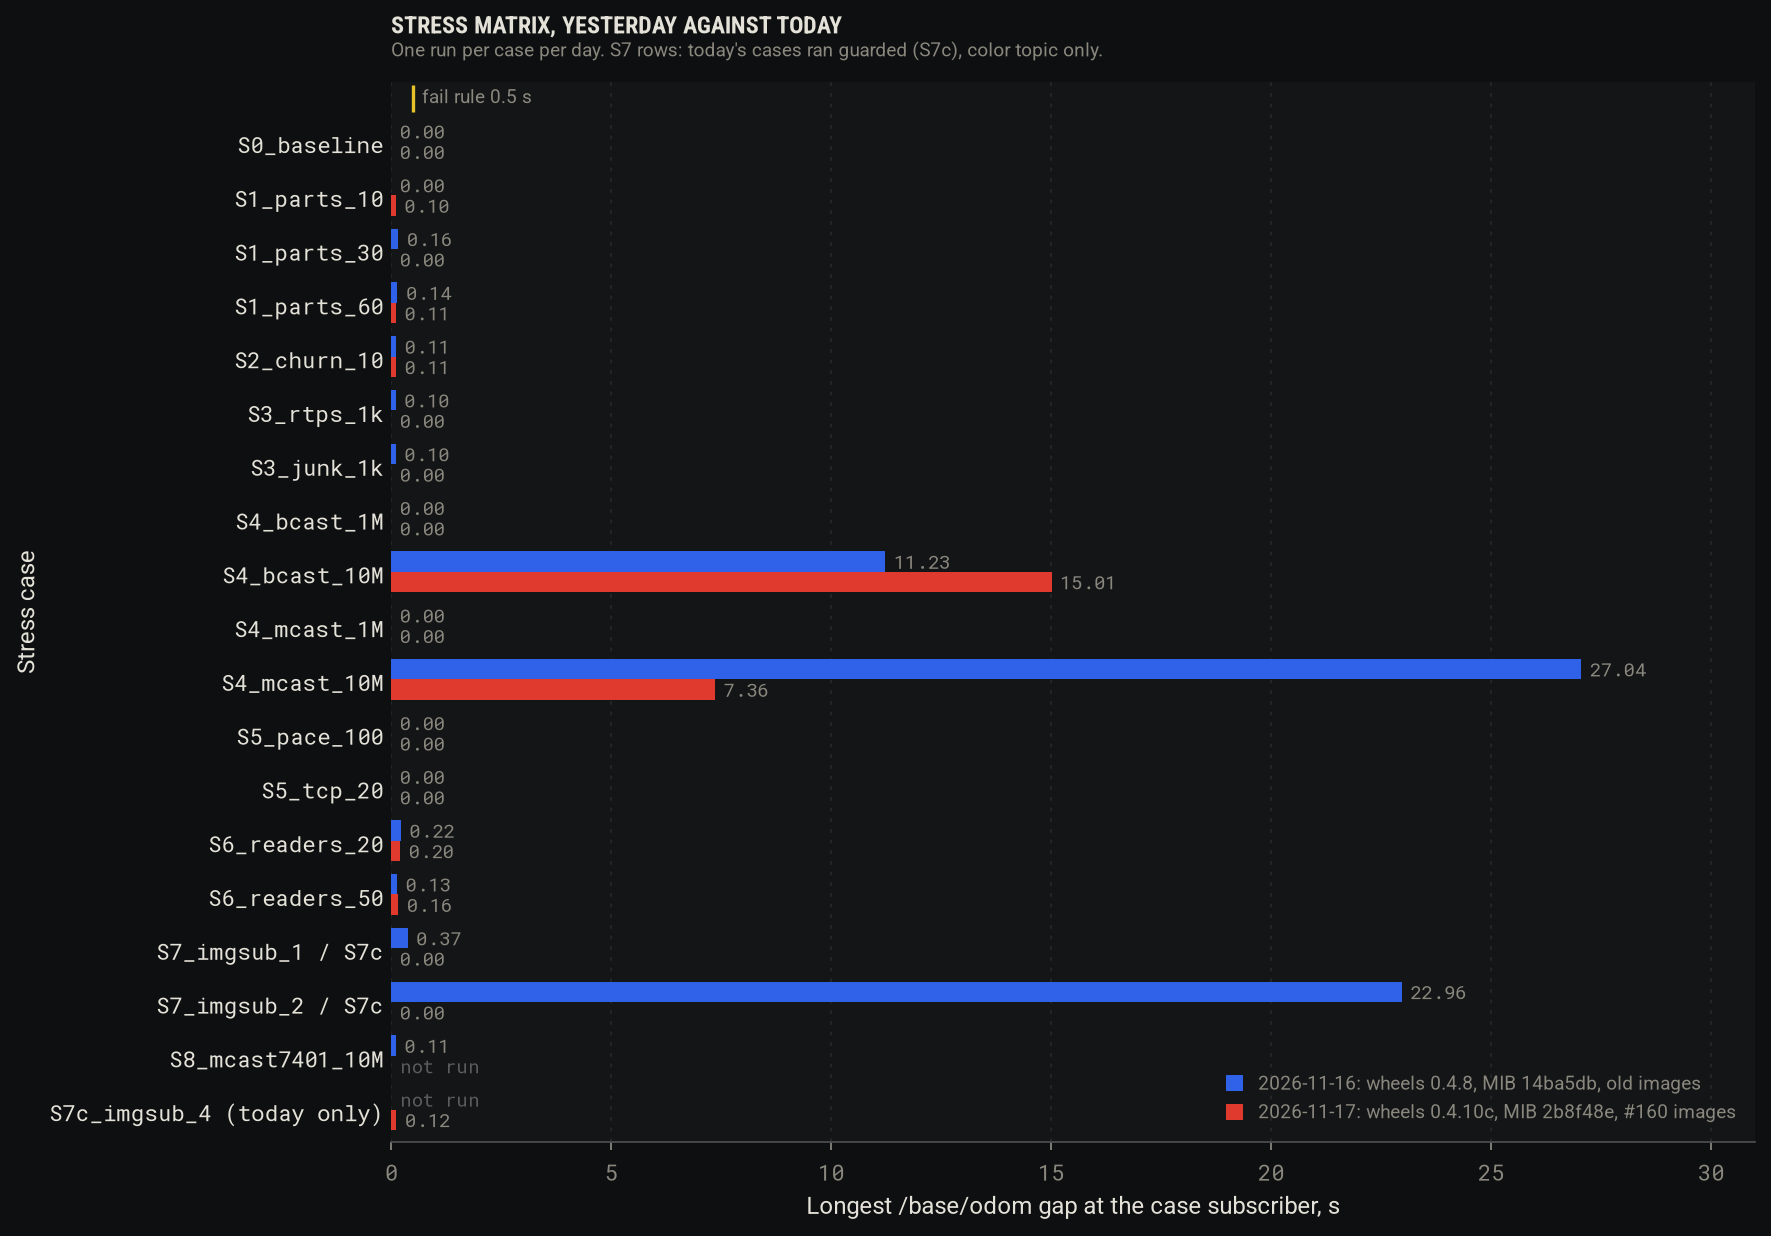 STRESS MATRIX, YESTERDAY AGAINST TODAY
One run per case per day. S7 rows: today's cases ran guarded (S7c), color topic only.
fail rule 0.5 s
Stress case
S0_baseline
0.00
0.00
S1_parts_10
0.00
0.10
S1_parts_30
0.16
0.00
S1_parts_60
0.14
0.11
S2_churn_10
0.11
0.11
S3_rtps_1k
0.10
0.00
S3_junk_1k
0.10
0.00
S4_bcast_1M
0.00
0.00
S4_bcast_10M
11.23
15.01
S4_mcast_1M
0.00
0.00
S4_mcast_10M
27.04
7.36
S5_pace_100
0.00
0.00
S5_tcp_20
0.00
0.00
S6_readers_20
0.22
0.20
S6_readers_50
0.13
0.16
S7_imgsub_1 / S7c
0.37
0.00
S7_imgsub_2 / S7c
22.96
0.00
S8_mcast7401_10M
0.11
not run
S7c_imgsub_4 (today only)
not run
0.12
2026-11-16: wheels 0.4.8, MIB 14ba5db, old images
2026-11-17: wheels 0.4.10c, MIB 2b8f48e, #160 images
0 5 10 15 20 25 30
Longest /base/odom gap at the case subscriber, s